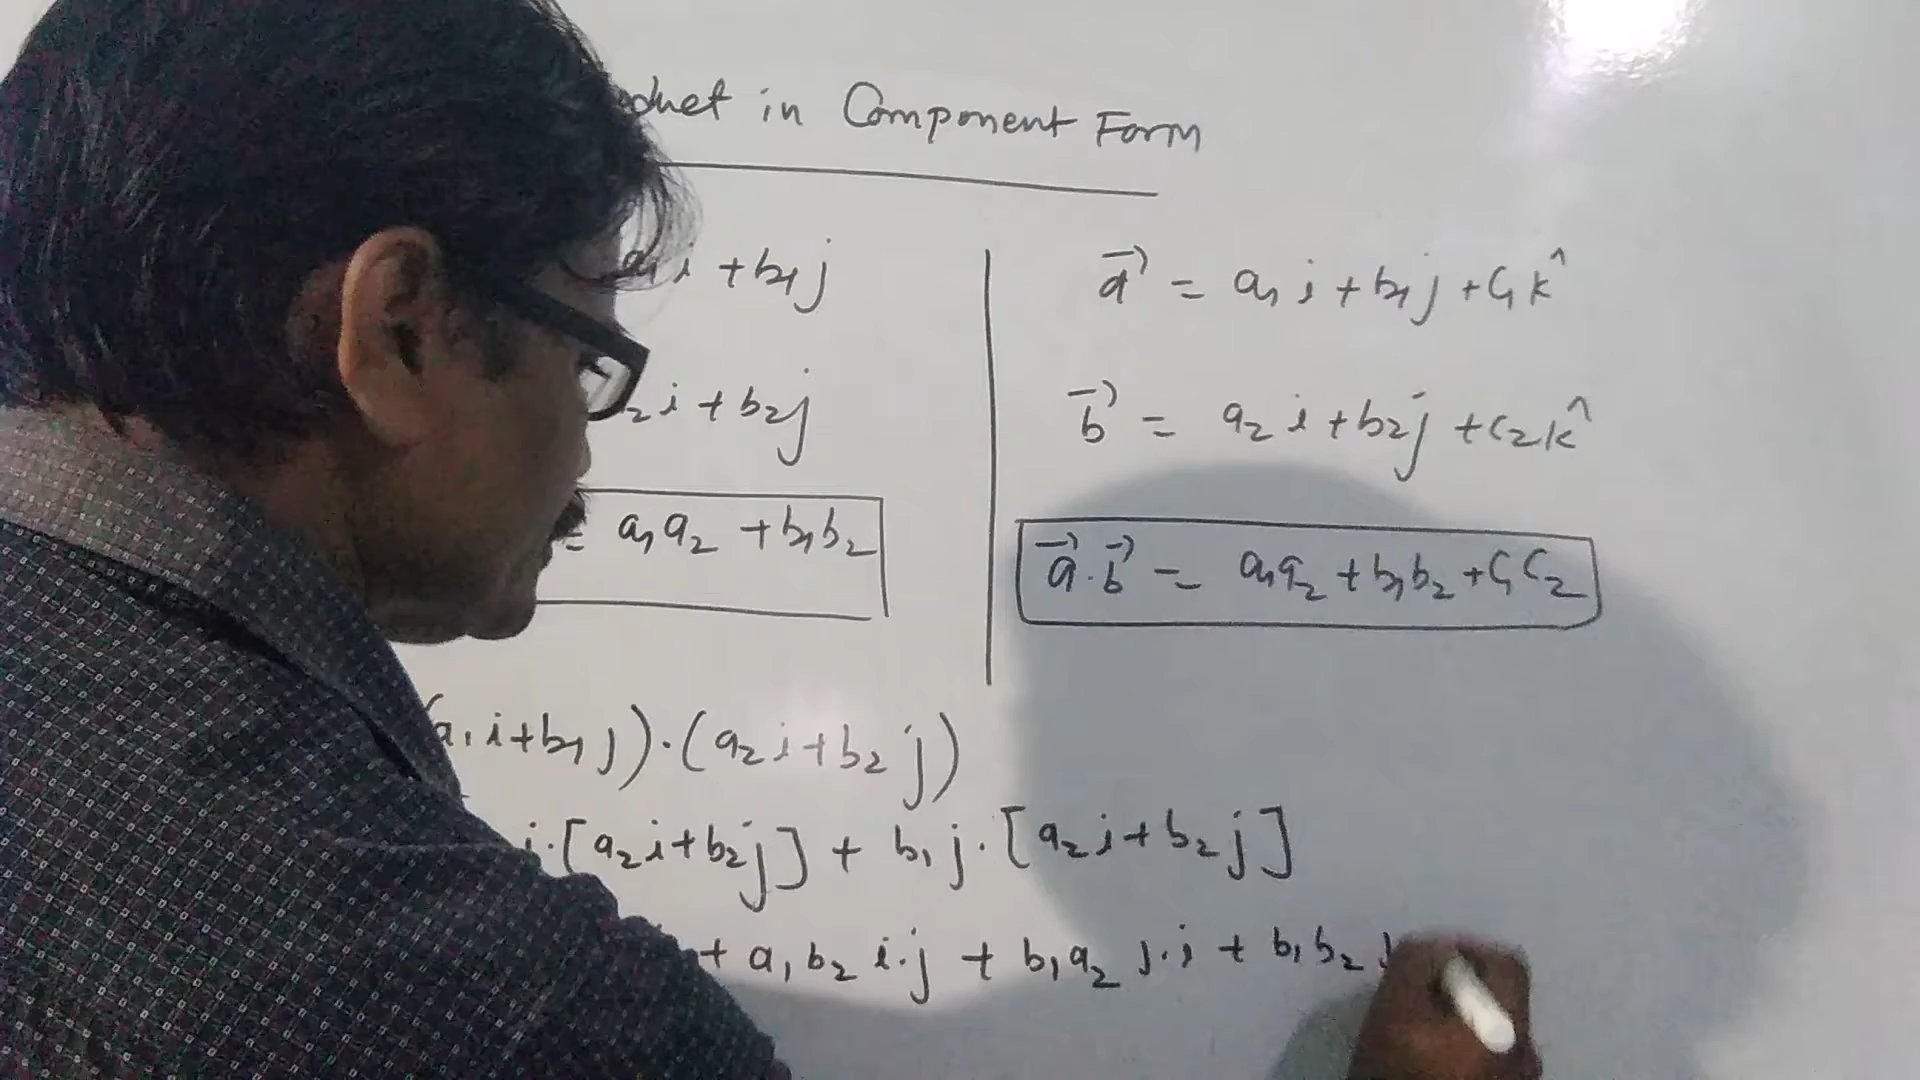 in Component Form
a₁i + b₁j
a⃗ = a₁i + b₁j + c₁k̂
₂i + b₂j
b⃗ = a₂i + b₂j + c₂k̂
= a₁a₂ + b₁b₂
a⃗.b⃗ = a₁a₂ + b₁b₂ + c₁c₂
(a₁i + b₁j).(a₂i + b₂j)
i.[a₂i + b₂j] + b₁j.[a₂i + b₂j]
+ a₁b₂ i.j + b₁a₂ j.i + b₁b₂ j